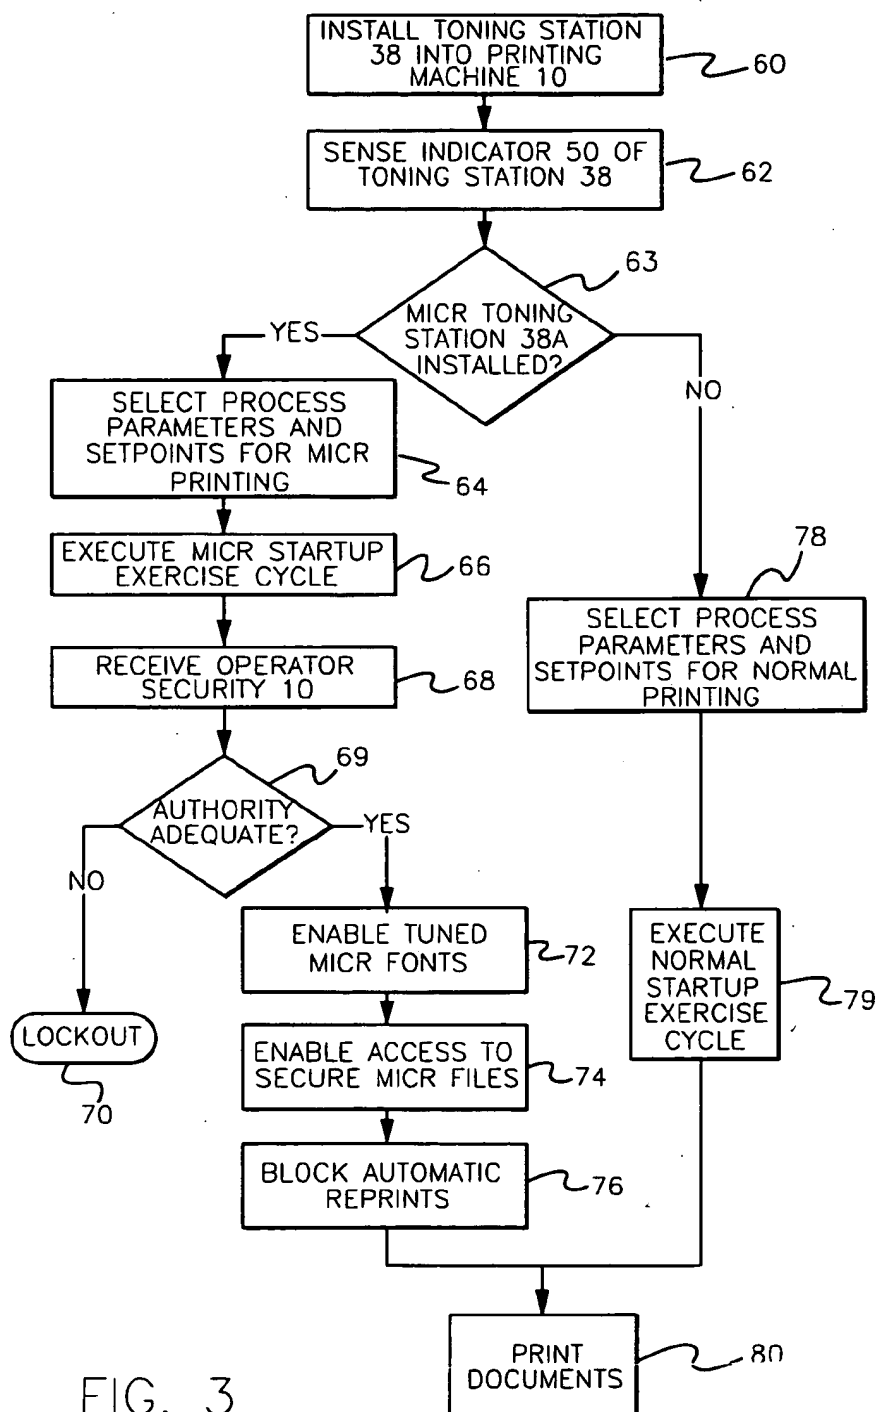 INSTALL TONING STATION
38 INTO PRINTING
MACHINE 10
60
SENSE INDICATOR 50 OF
TONING STATION 38
62
63
MICR TONING
STATION 38A
INSTALLED?
YES
NO
SELECT PROCESS
PARAMETERS AND
SETPOINTS FOR MICR
PRINTING
64
EXECUTE MICR STARTUP
EXERCISE CYCLE
66
78
SELECT PROCESS
PARAMETERS AND
SETPOINTS FOR NORMAL
PRINTING
RECEIVE OPERATOR
SECURITY 10
68
69
AUTHORITY
ADEQUATE?
YES
NO
ENABLE TUNED
MICR FONTS
72
EXECUTE
NORMAL
STARTUP
EXERCISE
CYCLE
79
LOCKOUT
70
ENABLE ACCESS TO
SECURE MICR FILES
74
BLOCK AUTOMATIC
REPRINTS
76
PRINT
DOCUMENTS
80
FIG. 3